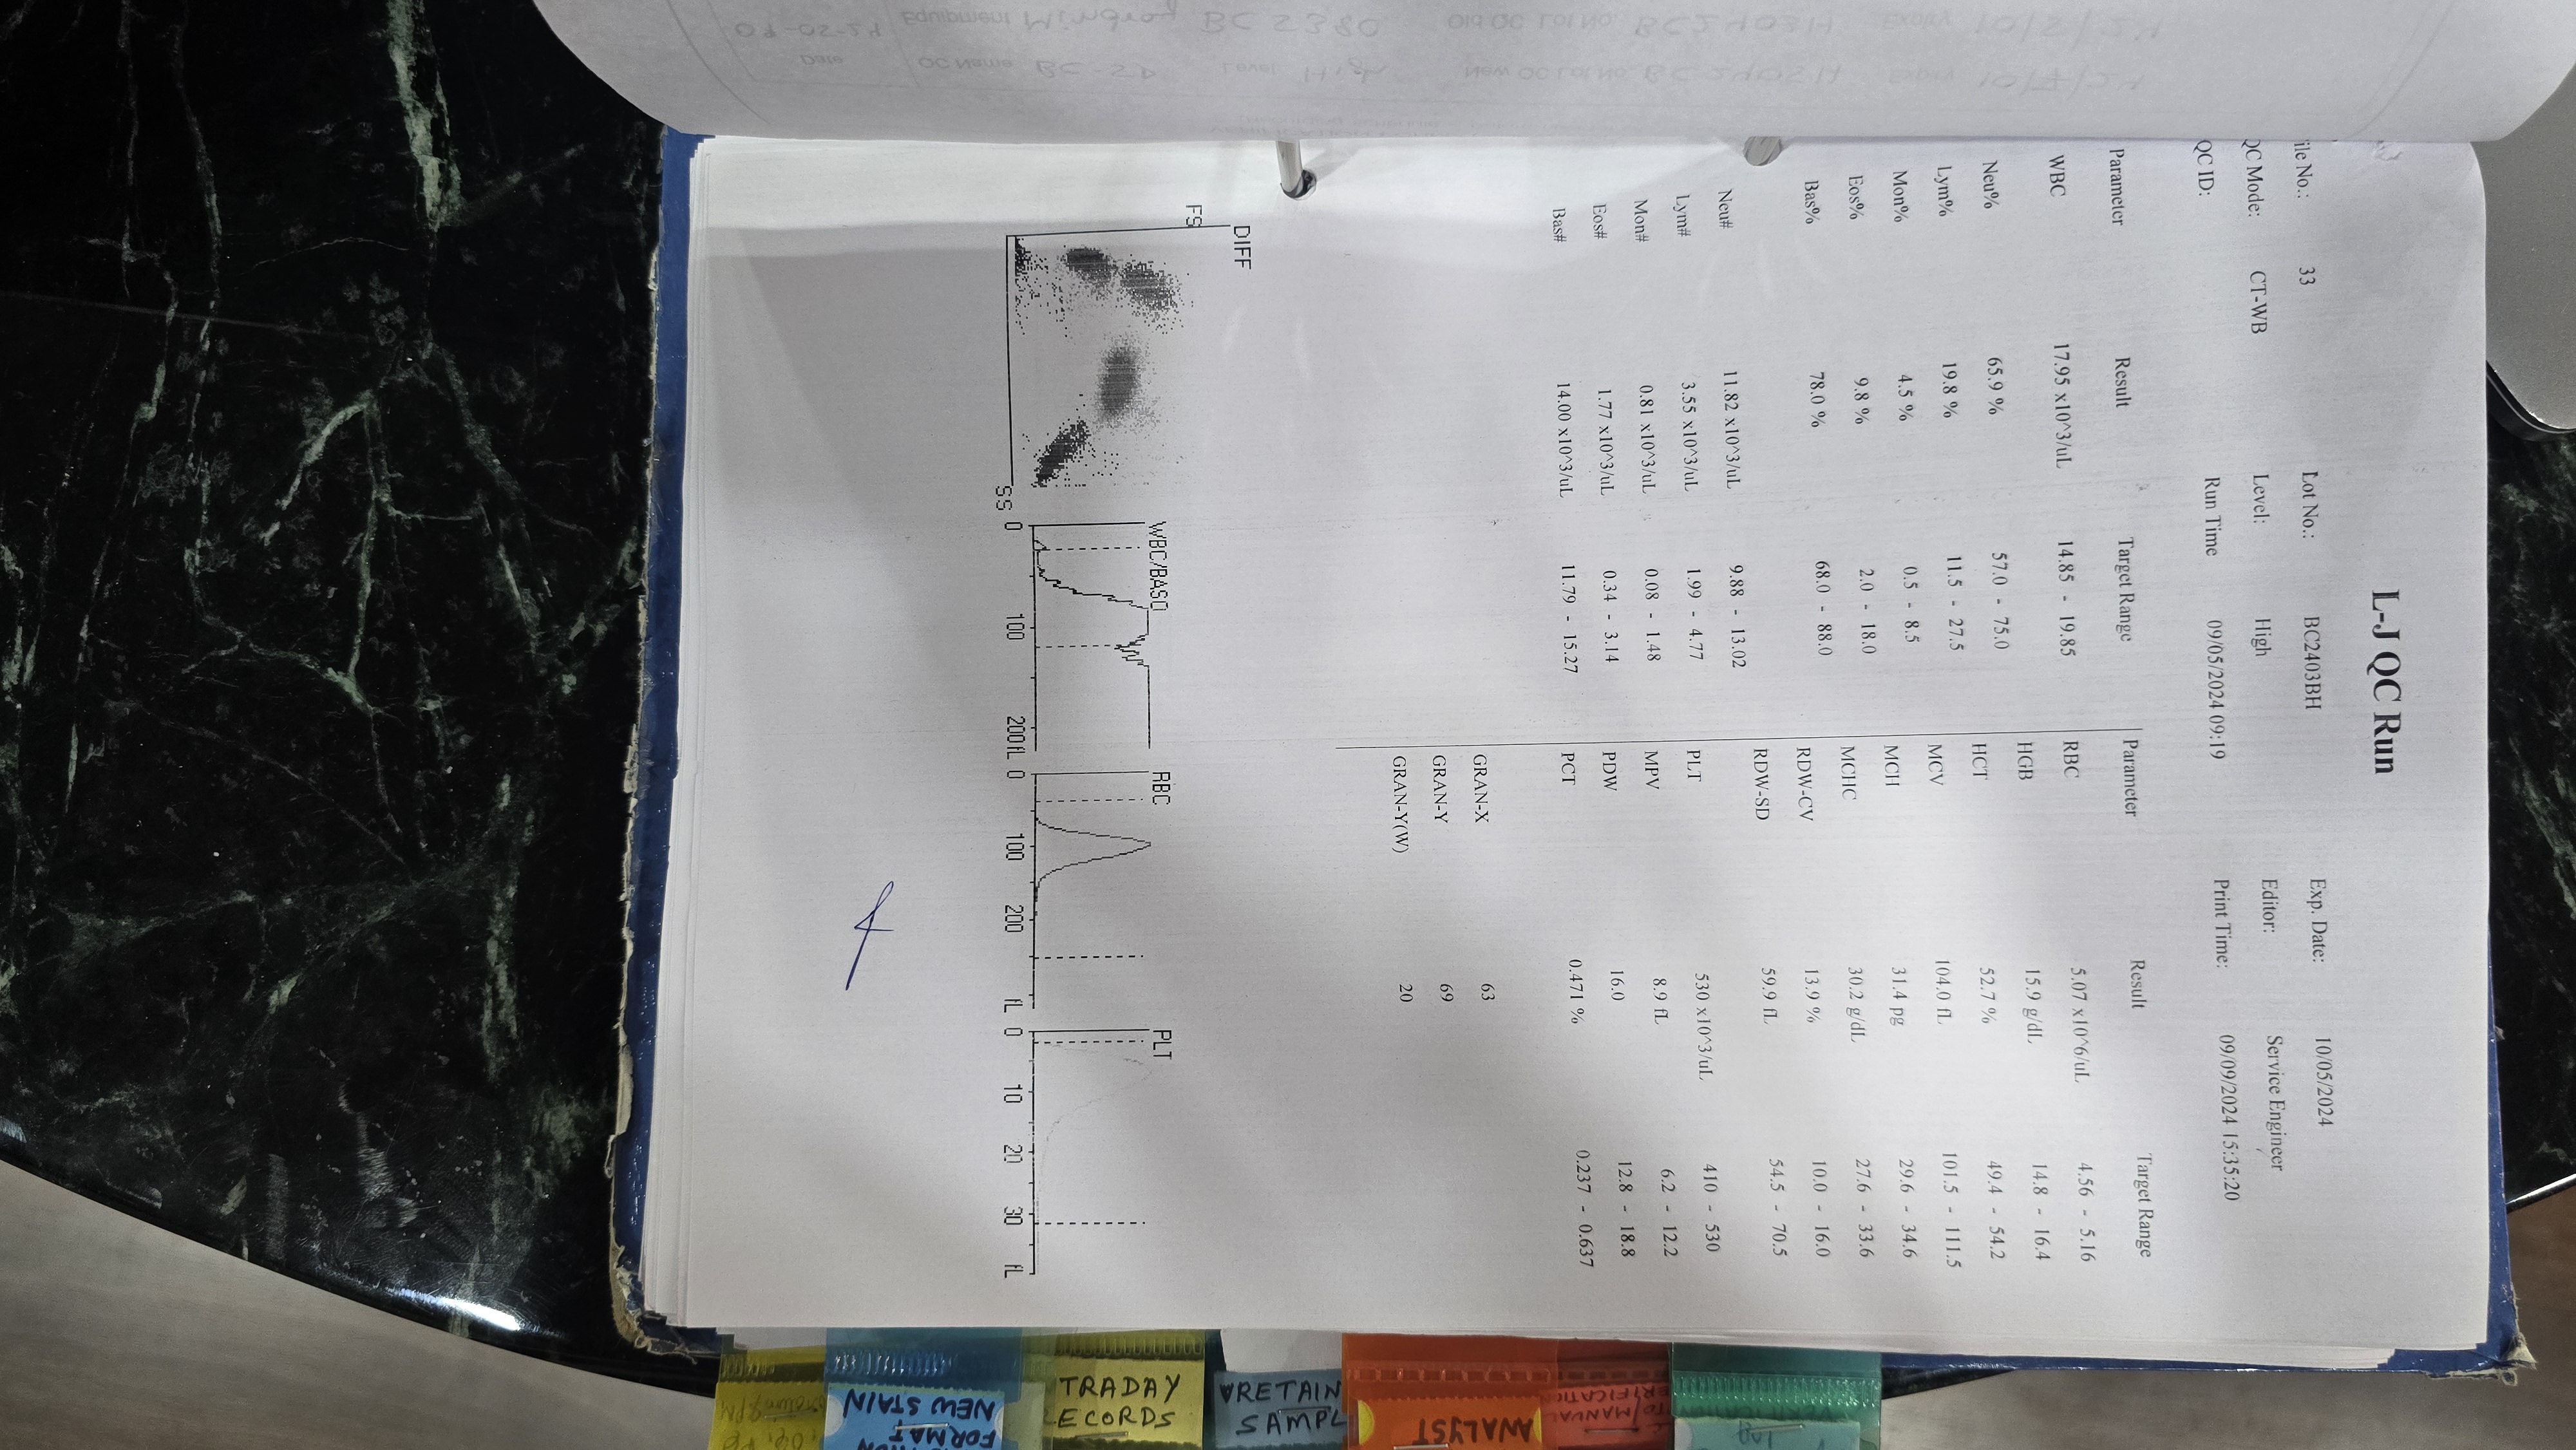 L-J QC Run
ile No.: 33 Lot No.: BC2403BH Exp. Date: 10/05/2024
QC Mode: CT-WB Level: High Editor: Service Engineer
QC ID: Run Time 09/05/2024 09:19 Print Time: 09/09/2024 15:35:20
Parameter Result Target Range Parameter Result Target Range
WBC 17.95 x10^3/uL 14.85 - 19.85 RBC 5.07 x10^6/uL 4.56 - 5.16
HGB 15.9 g/dL 14.8 - 16.4
Neu% 65.9 % 57.0 - 75.0 HCT 52.7 % 49.4 - 54.2
Lym% 19.8 % 11.5 - 27.5 MCV 104.0 fL 101.5 - 111.5
Mon% 4.5 % 0.5 - 8.5 MCH 31.4 pg 29.6 - 34.6
Eos% 9.8 % 2.0 - 18.0 MCHC 30.2 g/dL 27.6 - 33.6
Bas% 78.0 % 68.0 - 88.0 RDW-CV 13.9 % 10.0 - 16.0
RDW-SD 59.9 fL 54.5 - 70.5
Neu# 11.82 x10^3/uL 9.88 - 13.02
Lym# 3.55 x10^3/uL 1.99 - 4.77 PLT 530 x10^3/uL 410 - 530
Mon# 0.81 x10^3/uL 0.08 - 1.48 MPV 8.9 fL 6.2 - 12.2
Eos# 1.77 x10^3/uL 0.34 - 3.14 PDW 16.0 12.8 - 18.8
Bas# 14.00 x10^3/uL 11.79 - 15.27 PCT 0.471 % 0.237 - 0.637
GRAN-X 63
GRAN-Y 69
GRAN-Y(W) 20
DIFF
FS
WBC/BASO RBC PLT
SS
0 100 200fL 0 100 200 fL 0 10 20 30 fL
FORMAT
NEW STAIN
TRADAY
ECORDS
RETAIN
SAMPL
ANALYST
MANUAL